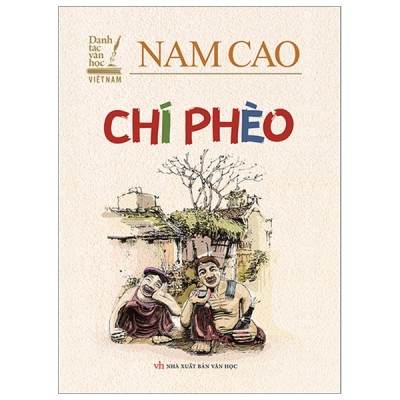 Danh
tác
văn
học
VIỆT NAM
NAM CAO
CHÍ PHÈO
vh NHÀ XUẤT BẢN VĂN HỌC